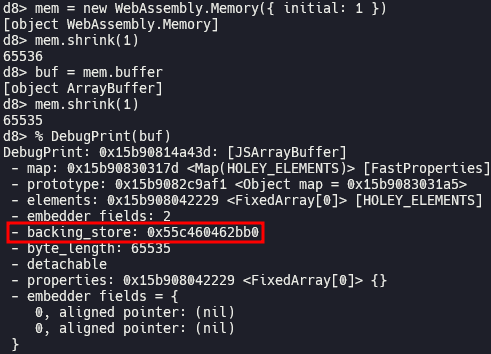 d8> mem = new WebAssembly.Memory({ initial: 1 })
[object WebAssembly.Memory]
d8> mem.shrink(1)
65536
d8> buf = mem.buffer
[object ArrayBuffer]
d8> mem.shrink(1)
65535
d8> % DebugPrint(buf)
DebugPrint: 0x15b90814a43d: [JSArrayBuffer]
- map: 0x15b90830317d <Map(HOLEY_ELEMENTS)> [FastProperties]
- prototype: 0x15b9082c9af1 <Object map = 0x15b9083031a5>
- elements: 0x15b908042229 <FixedArray[0]> [HOLEY_ELEMENTS]
- embedder fields: 2
- backing_store: 0x55c460462bb0
- byte_length: 65535
- detachable
- properties: 0x15b908042229 <FixedArray[0]> {}
- embedder fields = {
0, aligned pointer: (nil)
0, aligned pointer: (nil)
}